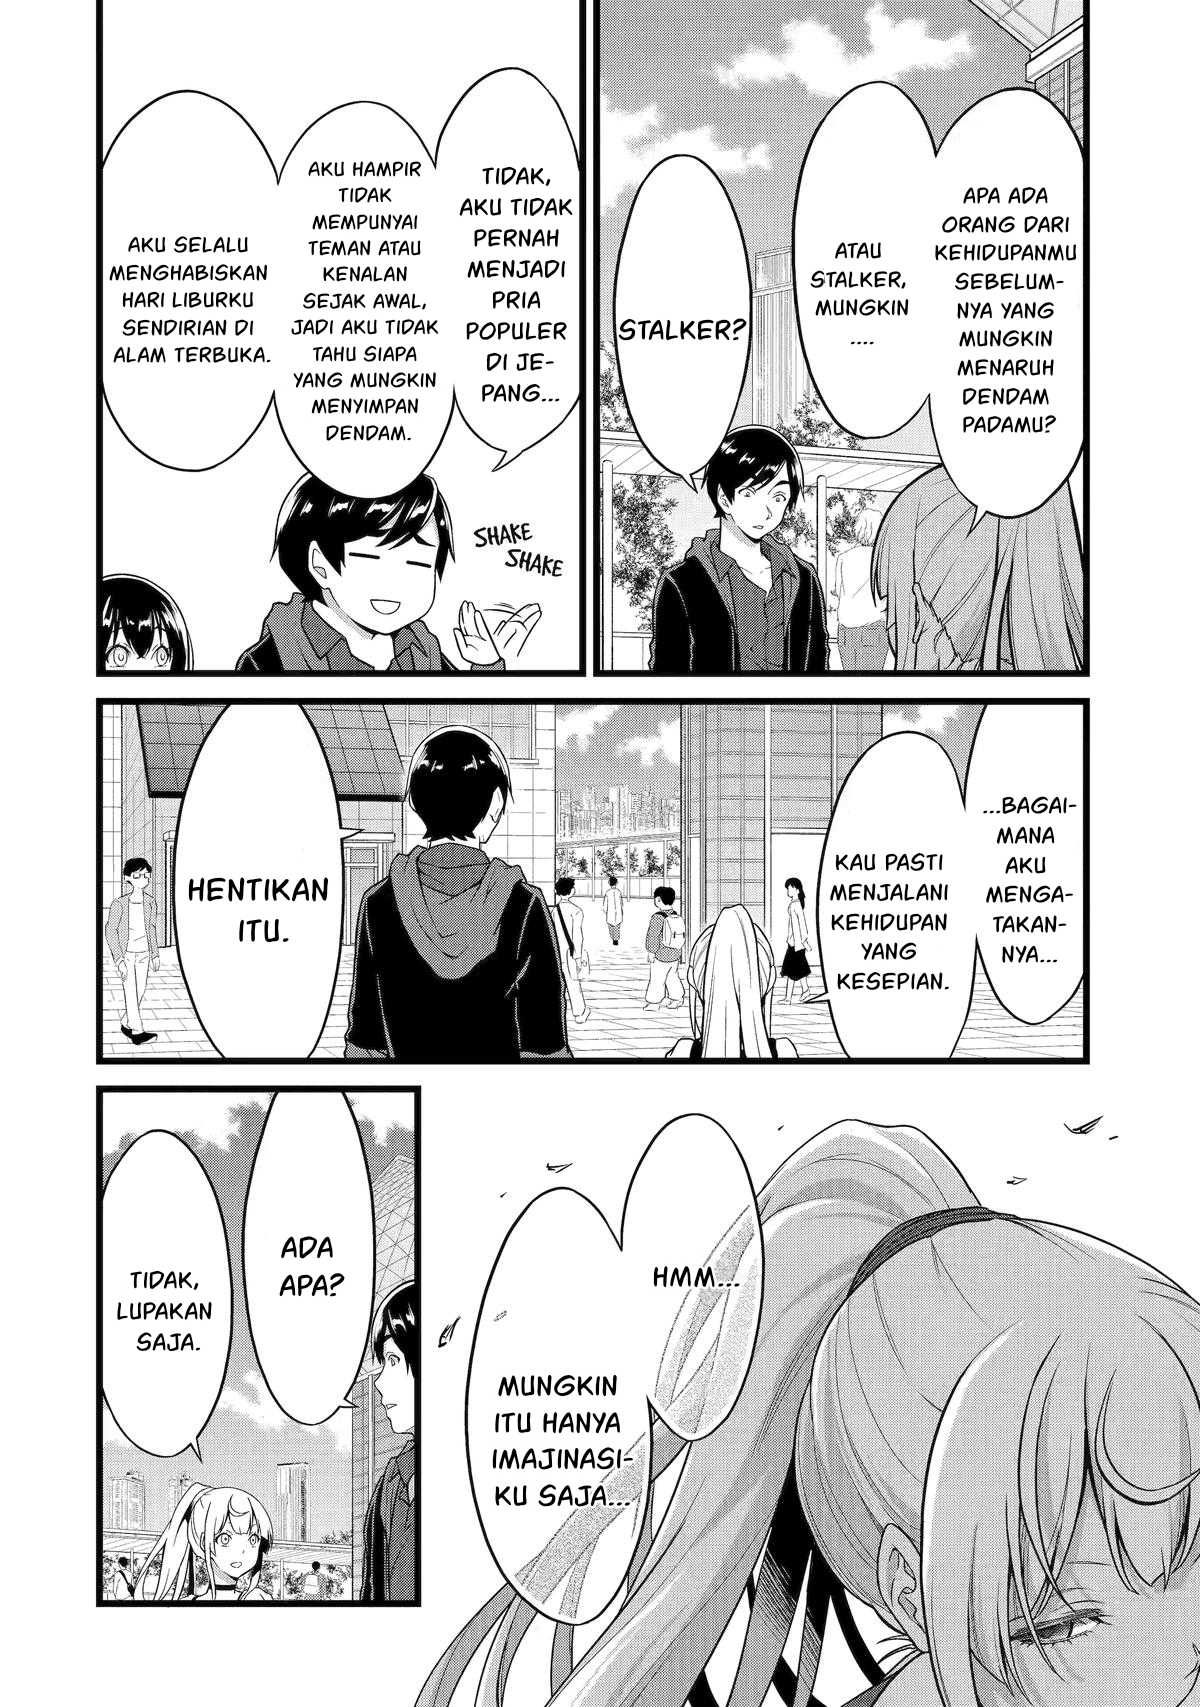 APA ADA
ORANG DARI
KEHIDUPANMU
SEBELUM-
NYA YANG
MUNGKIN
MENARUH
DENDAM
PADAMU?
ATAU
STALKER,
MUNGKIN
....
STALKER?
TIDAK,
AKU TIDAK
PERNAH
MENJADI
PRIA
POPULER
DI JE-
PANG...
AKU HAMPIR
TIDAK
MEMPUNYAI
TEMAN ATAU
KENALAN
SEJAK AWAL,
JADI AKU TIDAK
TAHU SIAPA
YANG MUNGKIN
MENYIMPAN
DENDAM.
AKU SELALU
MENGHABISKAN
HARI LIBURKU
SENDIRIAN DI
ALAM TERBUKA.
SHAKE
SHAKE
...BAGAI-
MANA
AKU
MENGA-
TAKAN-
NYA...
KAU PASTI
MENJALANI
KEHIDUPAN
YANG
KESEPIAN.
HENTIKAN
ITU.
HMM...
MUNGKIN
ITU HANYA
IMAJINASI-
KU SAJA...
ADA
APA?
TIDAK,
LUPAKAN
SAJA.